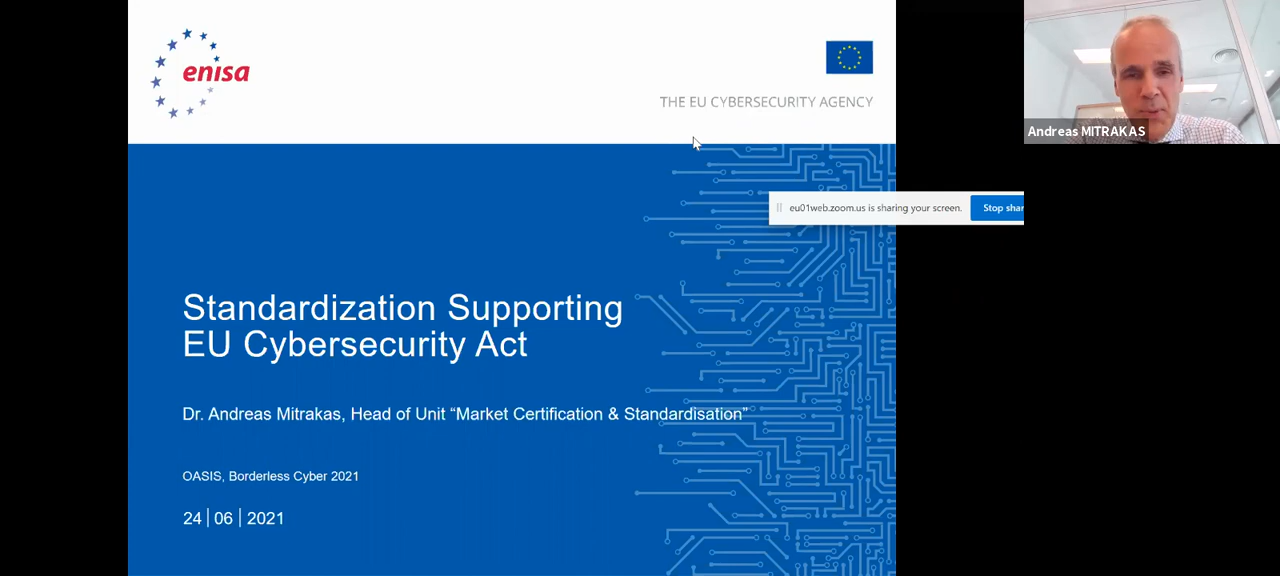 enisa
THE EU CYBERSECURITY AGENCY
Andreas MITRAKAS
eu01web.zoom.us is sharing your screen.
Stop shar
Standardization Supporting
EU Cybersecurity Act
Dr. Andreas Mitrakas, Head of Unit “Market Certification & Standardisation”
OASIS, Borderless Cyber 2021
24 | 06 | 2021